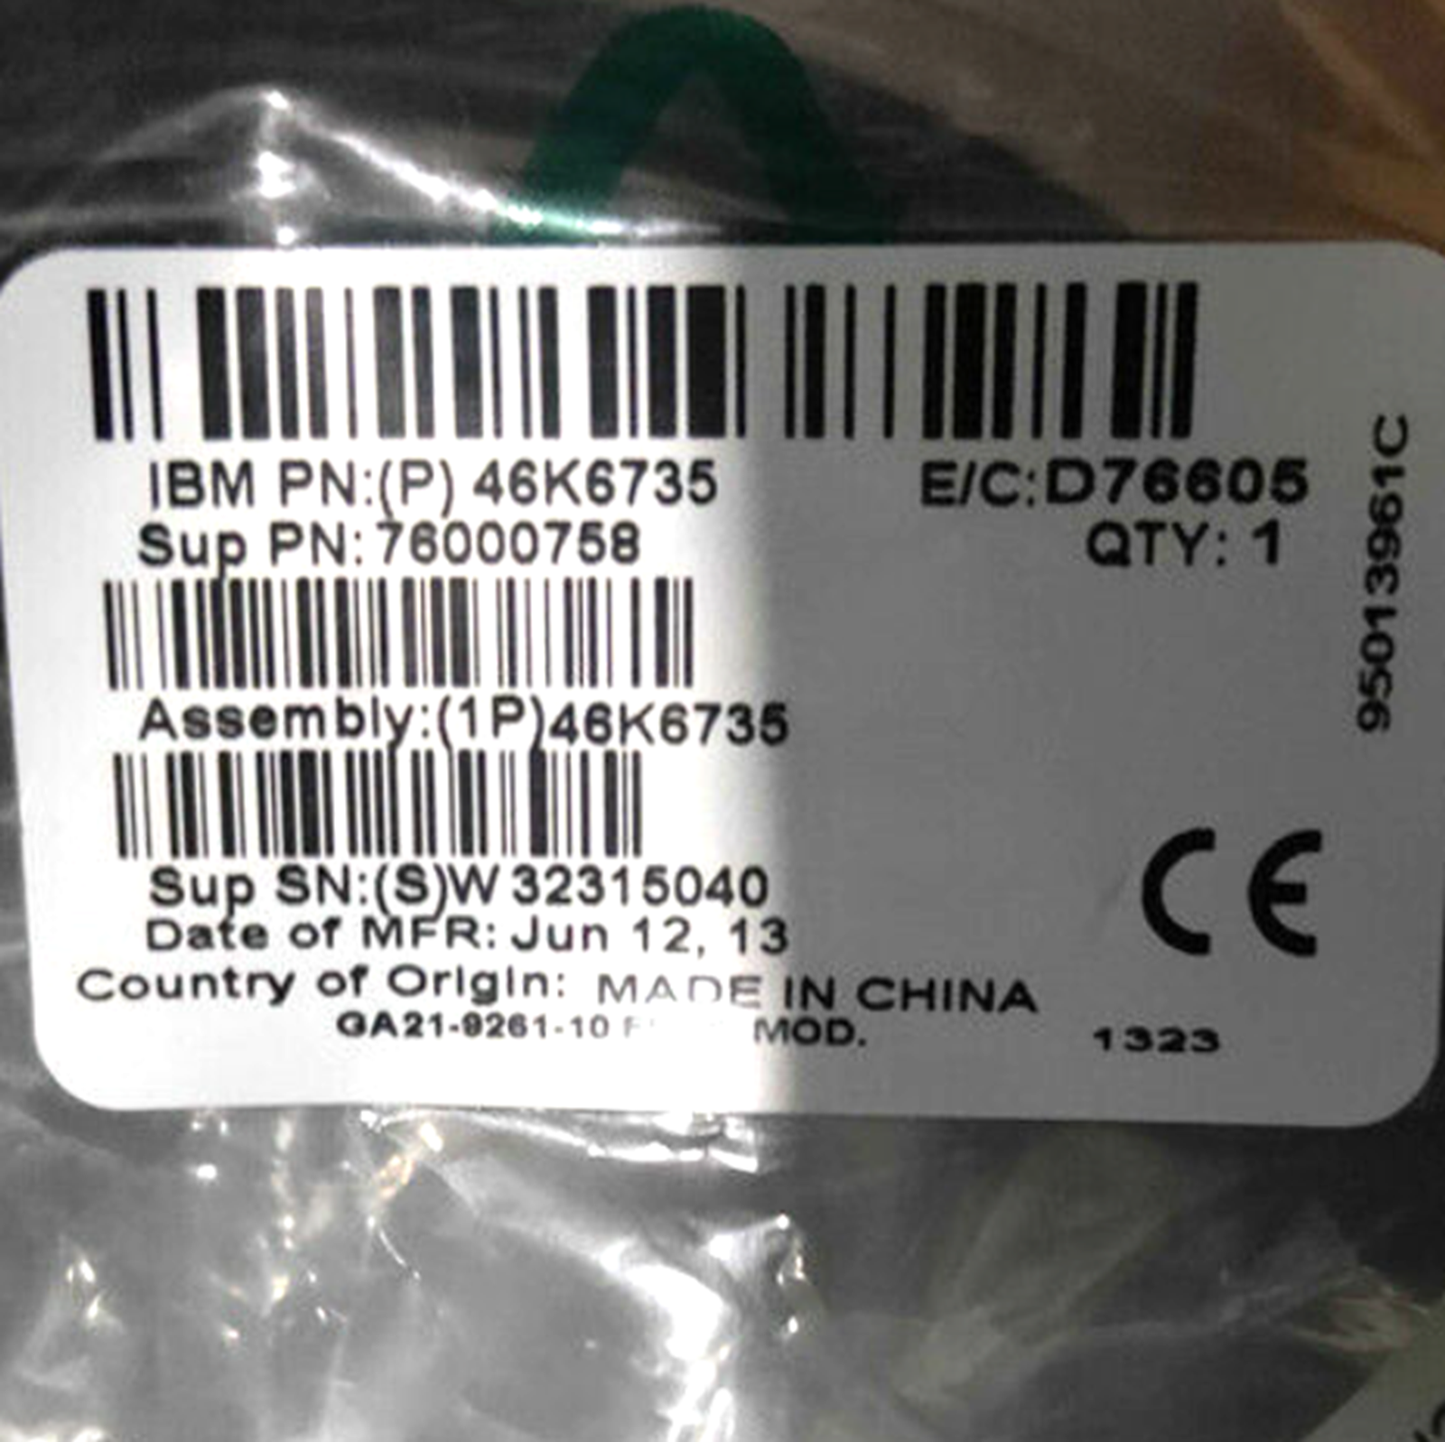 IBM PN:(P) 46K6735 E/C:D76605
Sup PN: 76000758 QTY: 1
Assembly:(1P)46K6735
Sup SN:(S)W32315040
Date of MFR: Jun 12, 13
Country of Origin: MADE IN CHINA
GA21-9261-10 MOD. 1323
95013961C
CE